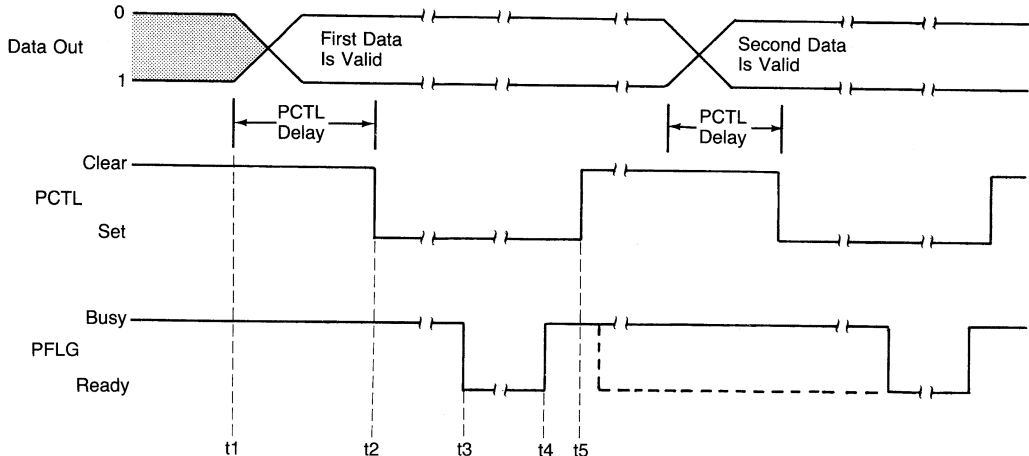 0
Data Out
1
First Data
Is Valid
Second Data
Is Valid
PCTL
Delay
PCTL
Delay
Clear
PCTL
Set
Busy
PFLG
Ready
t1
t2
t3
t4
t5